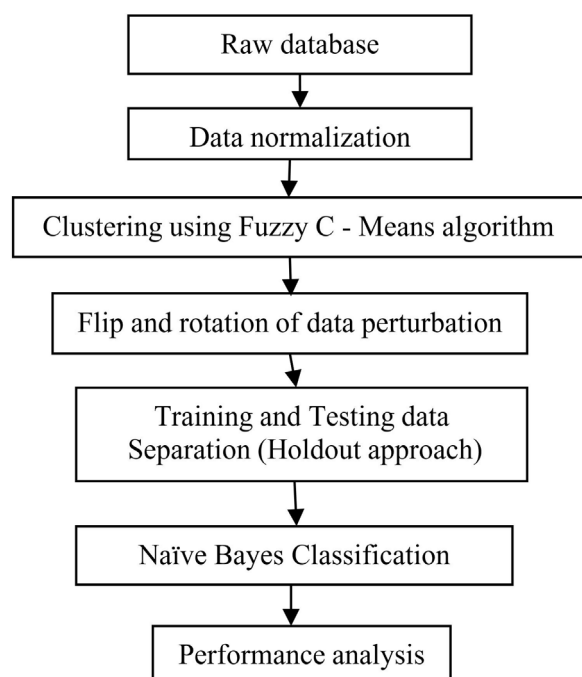 Raw database
Data normalization
Clustering using Fuzzy C - Means algorithm
Flip and rotation of data perturbation
Training and Testing data
Separation (Holdout approach)
Naïve Bayes Classification
Performance analysis